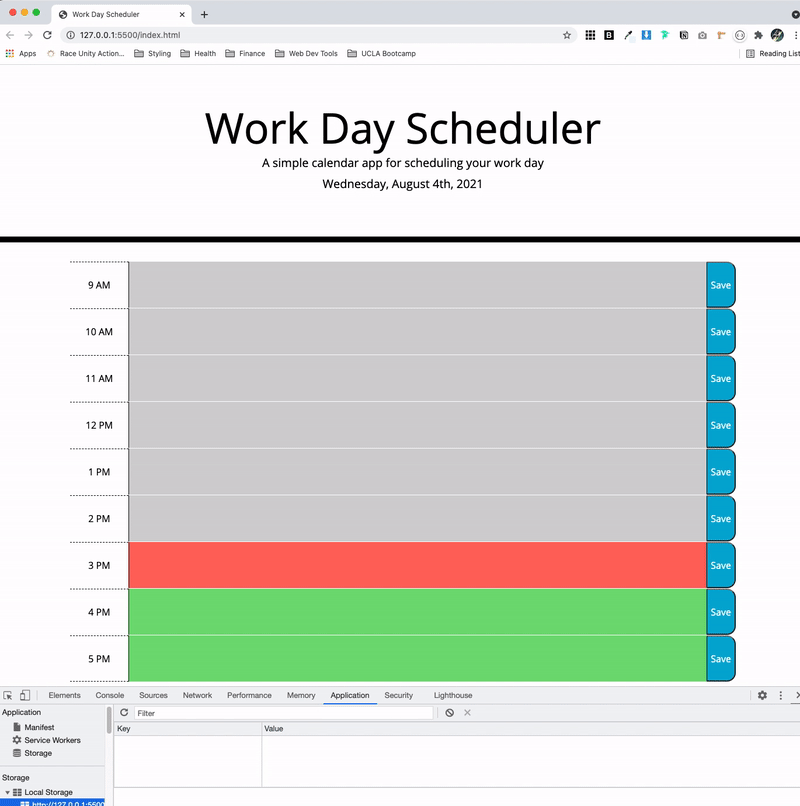 Work Day Scheduler
127.0.0.1:5500/index.html
Apps Race Unity Action... Styling Health Finance Web Dev Tools UCLA Bootcamp Reading List
Work Day Scheduler
A simple calendar app for scheduling your work day
Wednesday, August 4th, 2021
9 AM Save
10 AM Save
11 AM Save
12 PM Save
1 PM Save
2 PM Save
3 PM Save
4 PM Save
5 PM Save
Elements Console Sources Network Performance Memory Application Security Lighthouse
Application Filter
Manifest Key Value
Service Workers
Storage
Storage
Local Storage
http://127.0.0.1:5500